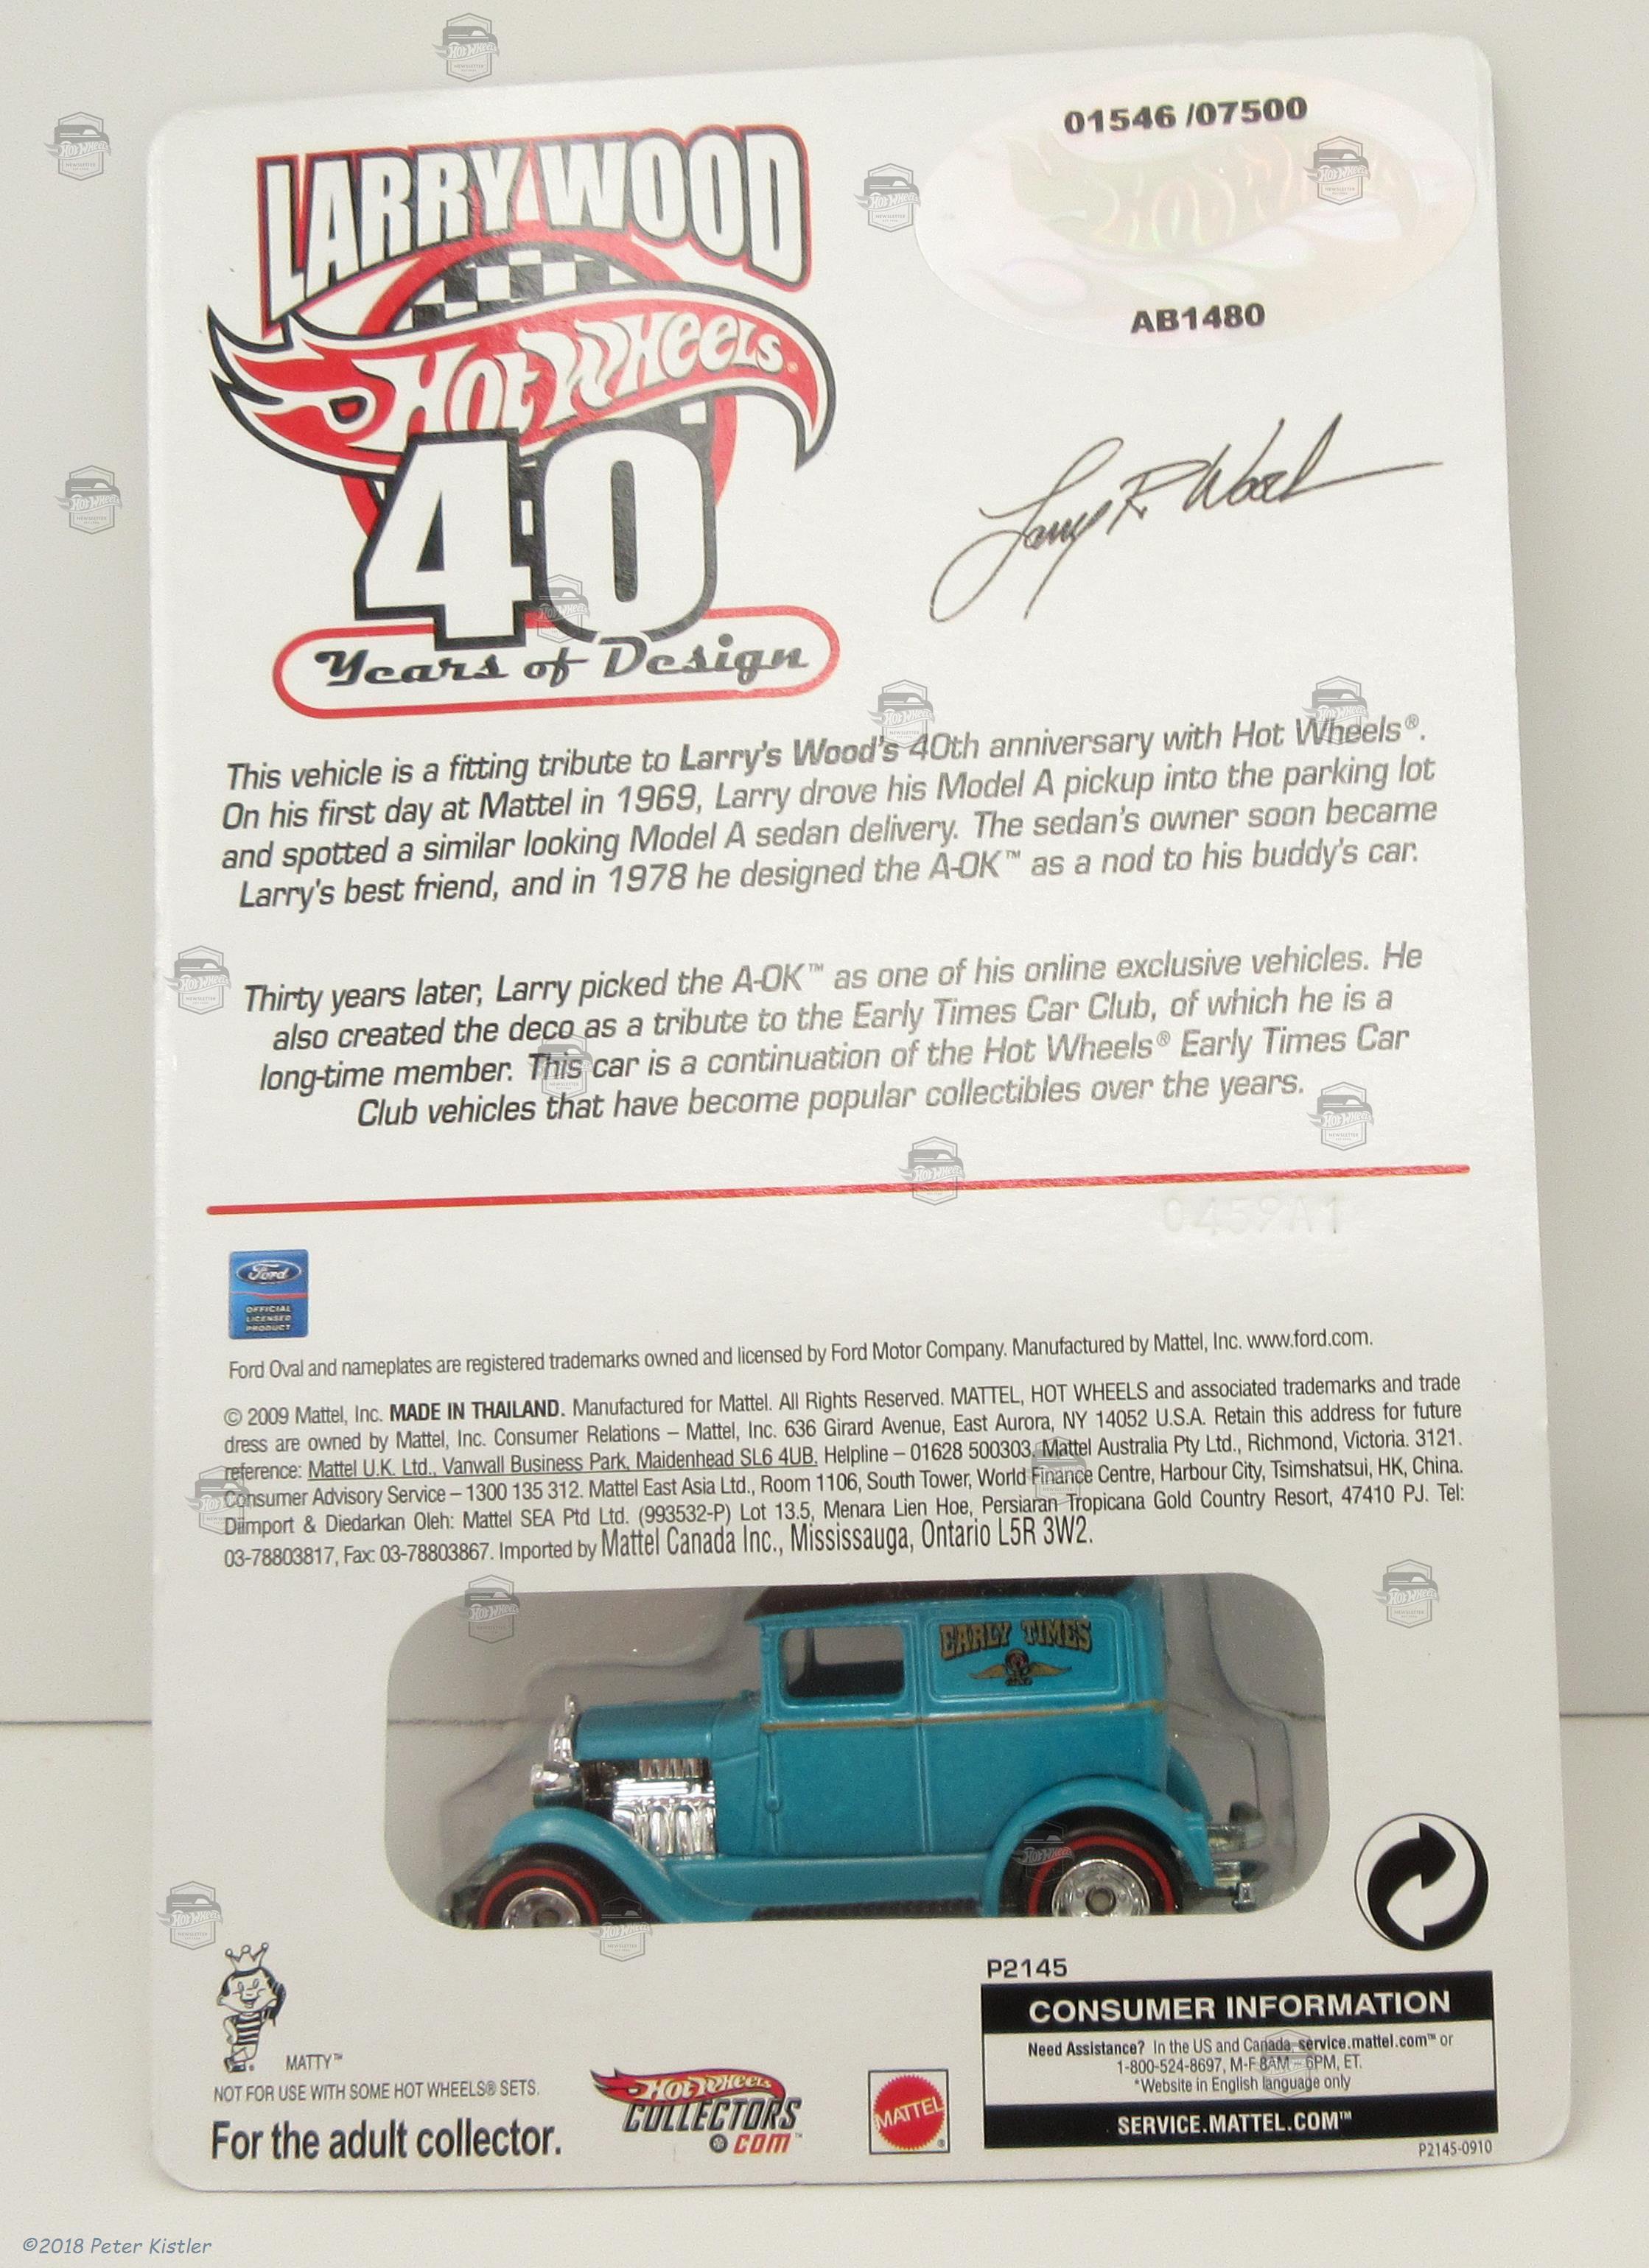 01546 /07500
AB1480
LARRY WOOD
HOT WHEELS
40
Years of Design
Larry R. Wood
This vehicle is a fitting tribute to Larry's Wood's 40th anniversary with Hot Wheels®.
On his first day at Mattel in 1969, Larry drove his Model A pickup into the parking lot
and spotted a similar looking Model A sedan delivery. The sedan's owner soon became
Larry's best friend, and in 1978 he designed the A-OK™ as a nod to his buddy's car.
Thirty years later, Larry picked the A-OK™ as one of his online exclusive vehicles. He
also created the deco as a tribute to the Early Times Car Club, of which he is a
long-time member. This car is a continuation of the Hot Wheels® Early Times Car
Club vehicles that have become popular collectibles over the years.
0459A1
Ford
OFFICIAL
LICENSED
PRODUCT
Ford Oval and nameplates are registered trademarks owned and licensed by Ford Motor Company. Manufactured by Mattel, Inc. www.ford.com.
© 2009 Mattel, Inc. MADE IN THAILAND. Manufactured for Mattel. All Rights Reserved. MATTEL, HOT WHEELS and associated trademarks and trade
dress are owned by Mattel, Inc. Consumer Relations – Mattel, Inc. 636 Girard Avenue, East Aurora, NY 14052 U.S.A. Retain this address for future
reference: Mattel U.K. Ltd., Vanwall Business Park, Maidenhead SL6 4UB. Helpline – 01628 500303. Mattel Australia Pty Ltd., Richmond, Victoria. 3121.
Consumer Advisory Service – 1300 135 312. Mattel East Asia Ltd., Room 1106, South Tower, World Finance Centre, Harbour City, Tsimshatsui, HK, China.
Diimport & Diedarkan Oleh: Mattel SEA Ptd Ltd. (993532-P) Lot 13.5, Menara Lien Hoe, Persiaran Tropicana Gold Country Resort, 47410 PJ. Tel:
03-78803817, Fax: 03-78803867. Imported by Mattel Canada Inc., Mississauga, Ontario L5R 3W2.
EARLY TIMES
P2145
CONSUMER INFORMATION
Need Assistance? In the US and Canada, service.mattel.com™ or
1-800-524-8697, M-F 8AM – 6PM, ET.
*Website in English language only
SERVICE.MATTEL.COM™
P2145-0910
MATTY™
NOT FOR USE WITH SOME HOT WHEELS® SETS.
For the adult collector.
HOT WHEELS
COLLECTORS
.COM™
MATTEL®
©2018 Peter Kistler